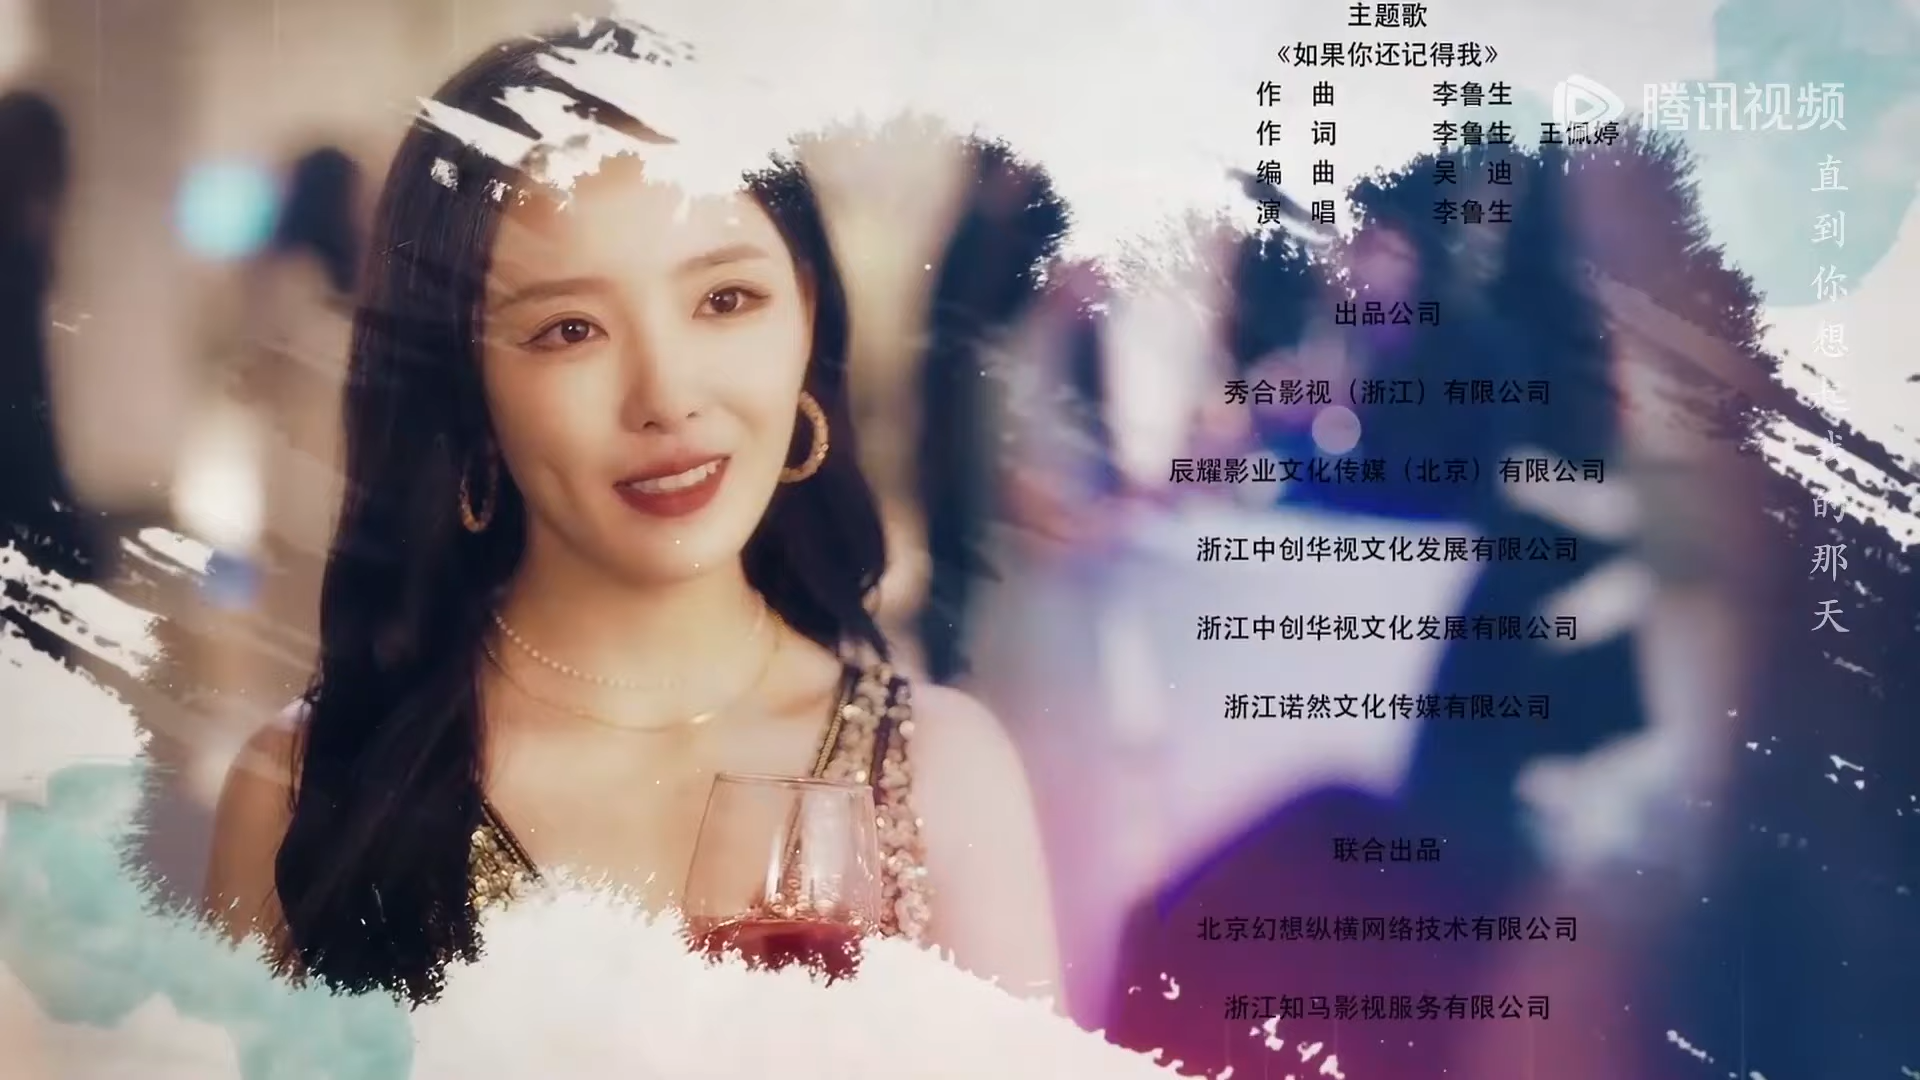 主题歌
《如果你还记得我》
作 曲 李鲁生
作 词 李鲁生 王佩婷
编 曲 吴 迪
演 唱 李鲁生
出品公司
秀合影视（浙江）有限公司
辰耀影业文化传媒（北京）有限公司
浙江中创华视文化发展有限公司
浙江中创华视文化发展有限公司
浙江诺然文化传媒有限公司
联合出品
北京幻想纵横网络技术有限公司
浙江知马影视服务有限公司
腾讯视频
直到你想起我的那天